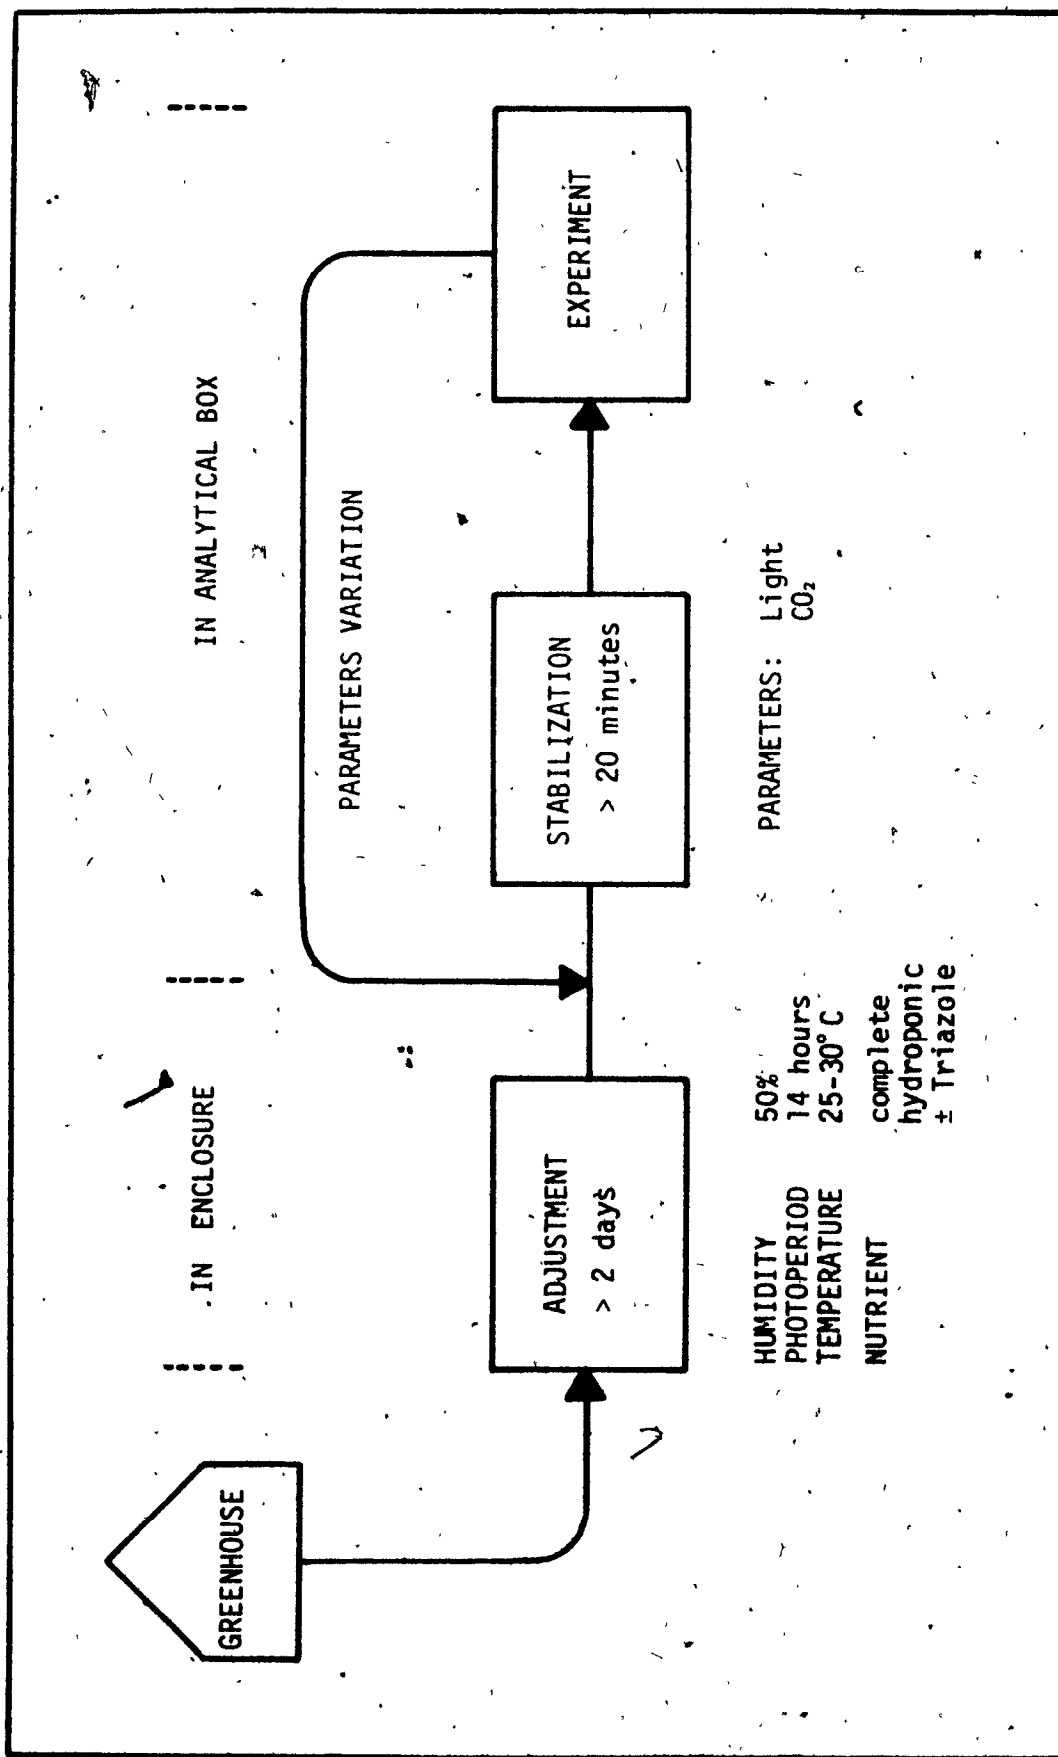 IN ENCLOSURE
IN ANALYTICAL BOX
GREENHOUSE
PARAMETERS VARIATION
ADJUSTMENT
> 2 days
STABILIZATION
> 20 minutes
EXPERIMENT
HUMIDITY 50%
PHOTOPERIOD 14 hours
TEMPERATURE 25-30°C
NUTRIENT complete
hydroponic
± Triazole
PARAMETERS: Light
CO₂